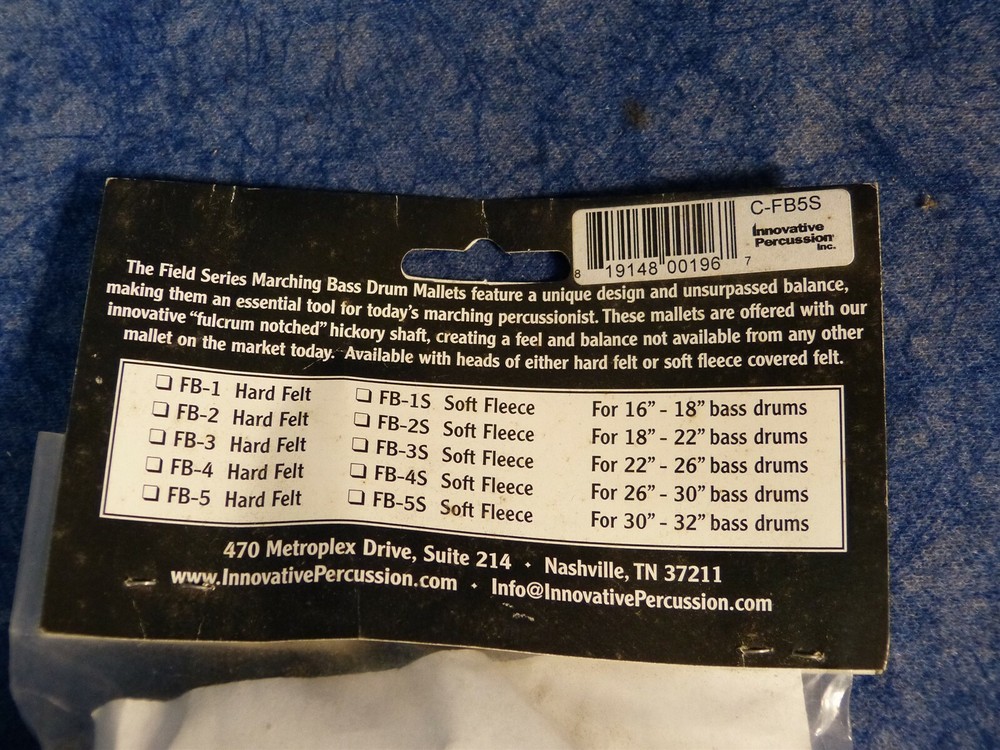 C-FB5S
Innovative
Percussion
Inc.
8 19148 00196 7
The Field Series Marching Bass Drum Mallets feature a unique design and unsurpassed balance,
making them an essential tool for today's marching percussionist. These mallets are offered with our
innovative "fulcrum notched" hickory shaft, creating a feel and balance not available from any other
mallet on the market today. Available with heads of either hard felt or soft fleece covered felt.
❑ FB-1 Hard Felt ❑ FB-1S Soft Fleece For 16" - 18" bass drums
❑ FB-2 Hard Felt ❑ FB-2S Soft Fleece For 18" - 22" bass drums
❑ FB-3 Hard Felt ❑ FB-3S Soft Fleece For 22" - 26" bass drums
❑ FB-4 Hard Felt ❑ FB-4S Soft Fleece For 26" - 30" bass drums
❑ FB-5 Hard Felt ❑ FB-5S Soft Fleece For 30" - 32" bass drums
470 Metroplex Drive, Suite 214 • Nashville, TN 37211
www.InnovativePercussion.com • Info@InnovativePercussion.com